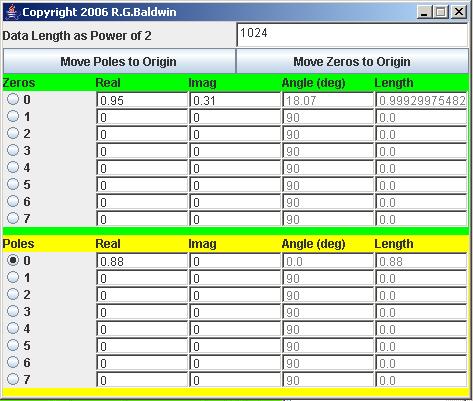 Copyright 2006 R.G.Baldwin
Data Length as Power of 2 1024
Move Poles to Origin Move Zeros to Origin
Zeros Real Imag Angle (deg) Length
0 0.95 0.31 18.07 0.99929975482
1 0 0 90 0.0
2 0 0 90 0.0
3 0 0 90 0.0
4 0 0 90 0.0
5 0 0 90 0.0
6 0 0 90 0.0
7 0 0 90 0.0
Poles Real Imag Angle (deg) Length
0 0.88 0 0.0 0.88
1 0 0 90 0.0
2 0 0 90 0.0
3 0 0 90 0.0
4 0 0 90 0.0
5 0 0 90 0.0
6 0 0 90 0.0
7 0 0 90 0.0